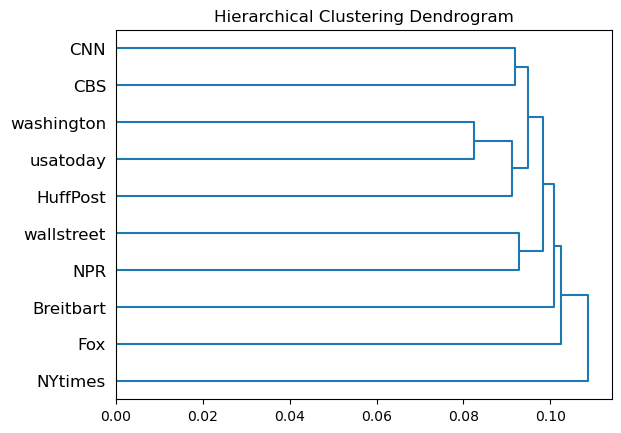 Hierarchical Clustering Dendrogram
CNN
CBS
washington
usatoday
HuffPost
wallstreet
NPR
Breitbart
Fox
NYtimes
0.00 0.02 0.04 0.06 0.08 0.10